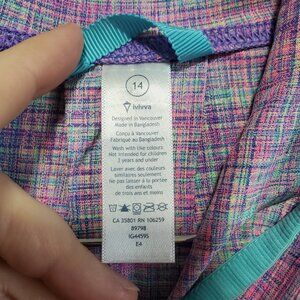 14
ivivva
Designed in Vancouver
Made in Bangladesh
Conçu à Vancouver
Fabriqué au Bangladesh
Wash with like colours
Not intended for children
3 years and under
Laver avec des couleurs
similaires seulement
Ne pas laisser à la portée
des enfants
de trois ans et moins
CA 35801 RN 106259
89798
IG4459S
E4